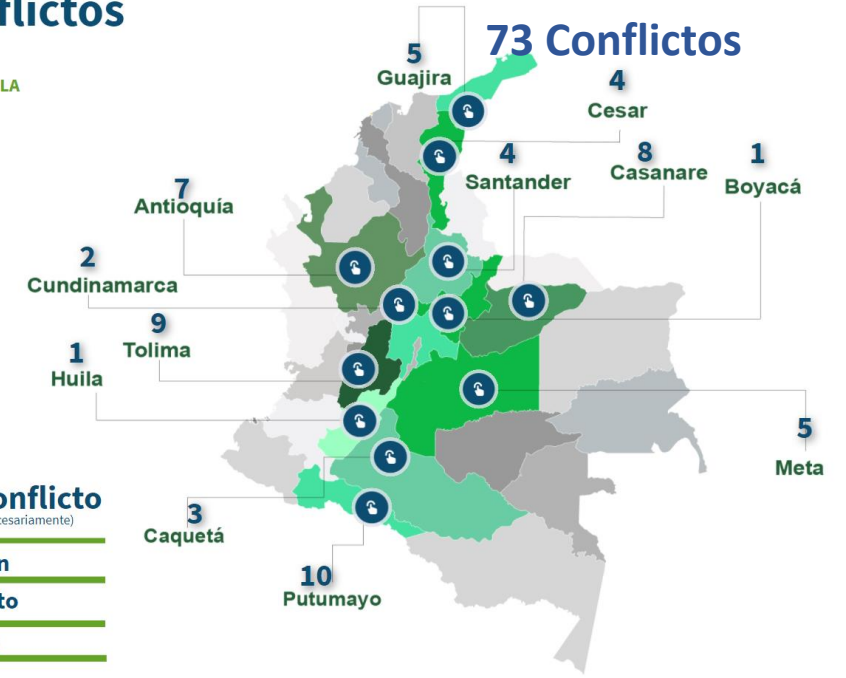 flictos
LA
73 Conflictos
5
Guajira
4
Cesar
4
Santander
8
Casanare
1
Boyacá
7
Antioquía
2
Cundinamarca
9
Tolima
1
Huila
5
Meta
onflicto
cesariamente)
n
to
3
Caquetá
10
Putumayo